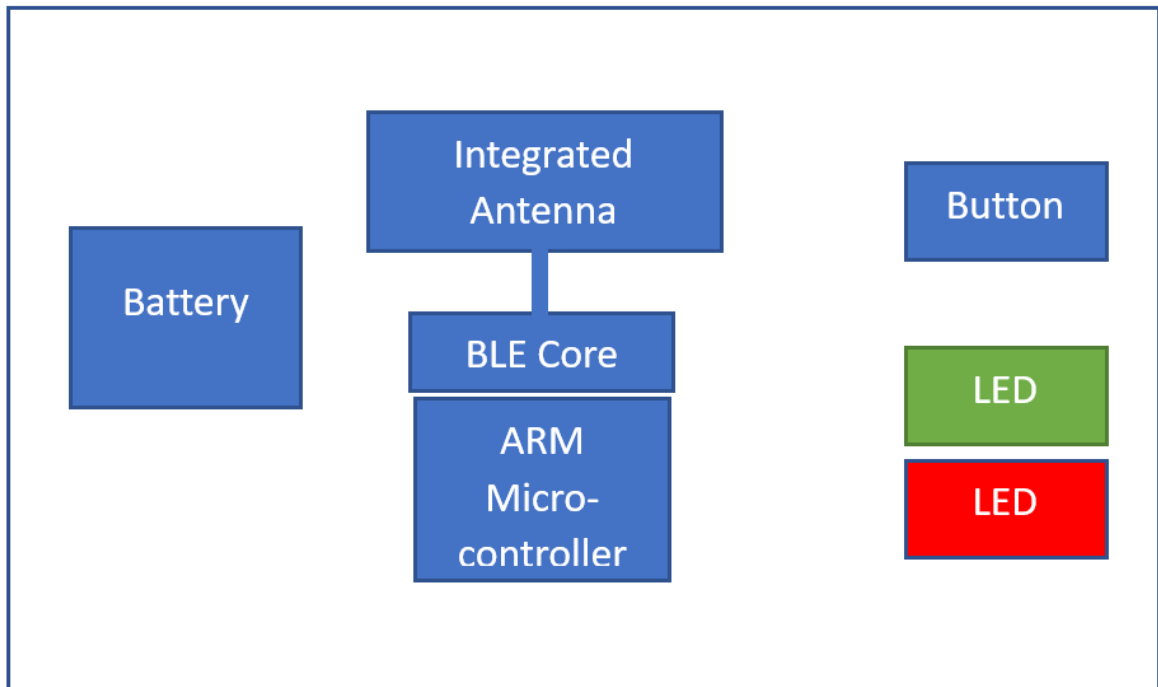 Integrated
Antenna
Button
Battery
BLE Core
LED
ARM
Micro-
controller
LED